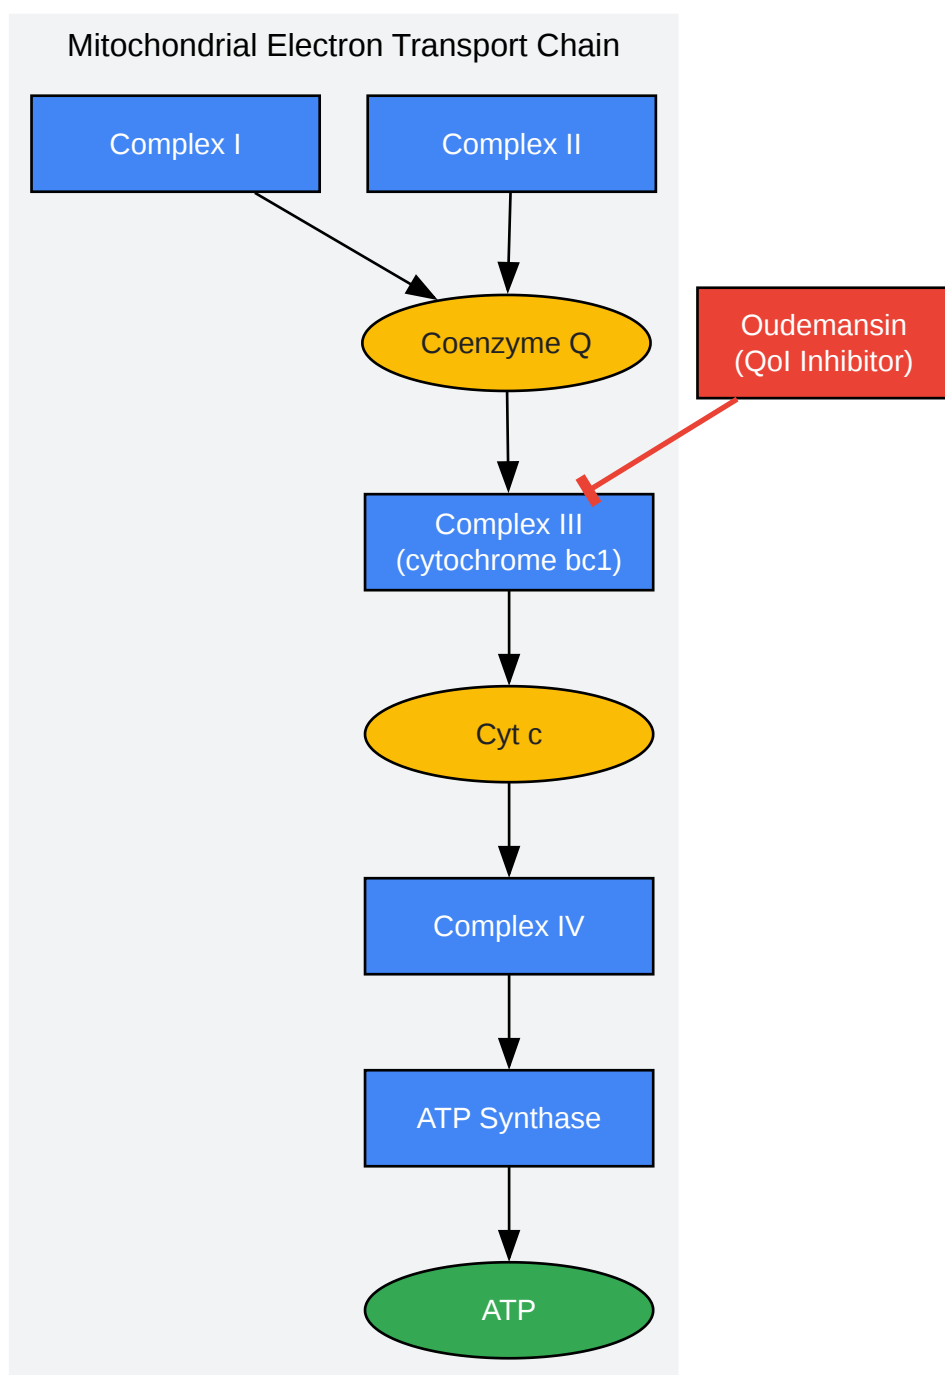 Mitochondrial Electron Transport Chain
Complex I
Complex II
Coenzyme Q
Oudemansin
(QoI Inhibitor)
Complex III
(cytochrome bc1)
Cyt c
Complex IV
ATP Synthase
ATP